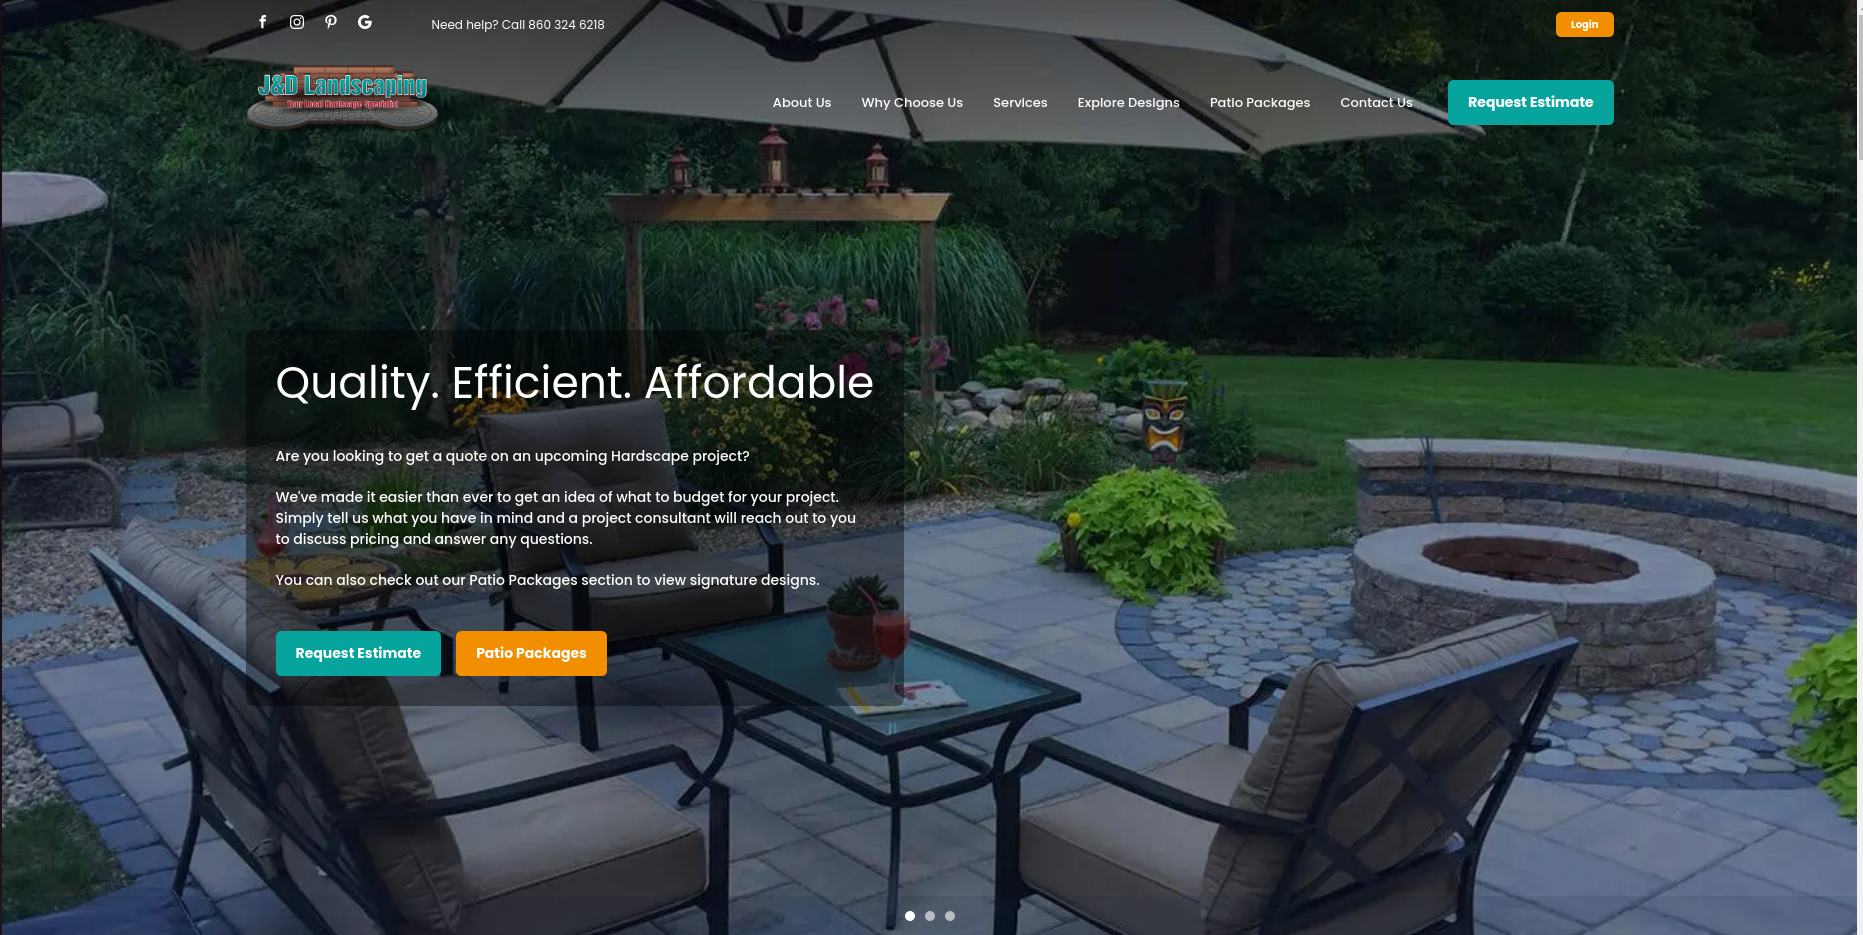 Need help? Call 860 324 6218
Login
J&D Landscaping
Your Local Hardscape Specialist
About Us
Why Choose Us
Services
Explore Designs
Patio Packages
Contact Us
Request Estimate
Quality. Efficient. Affordable
Are you looking to get a quote on an upcoming Hardscape project?
We've made it easier than ever to get an idea of what to budget for your project.
Simply tell us what you have in mind and a project consultant will reach out to you
to discuss pricing and answer any questions.
You can also check out our Patio Packages section to view signature designs.
Request Estimate
Patio Packages